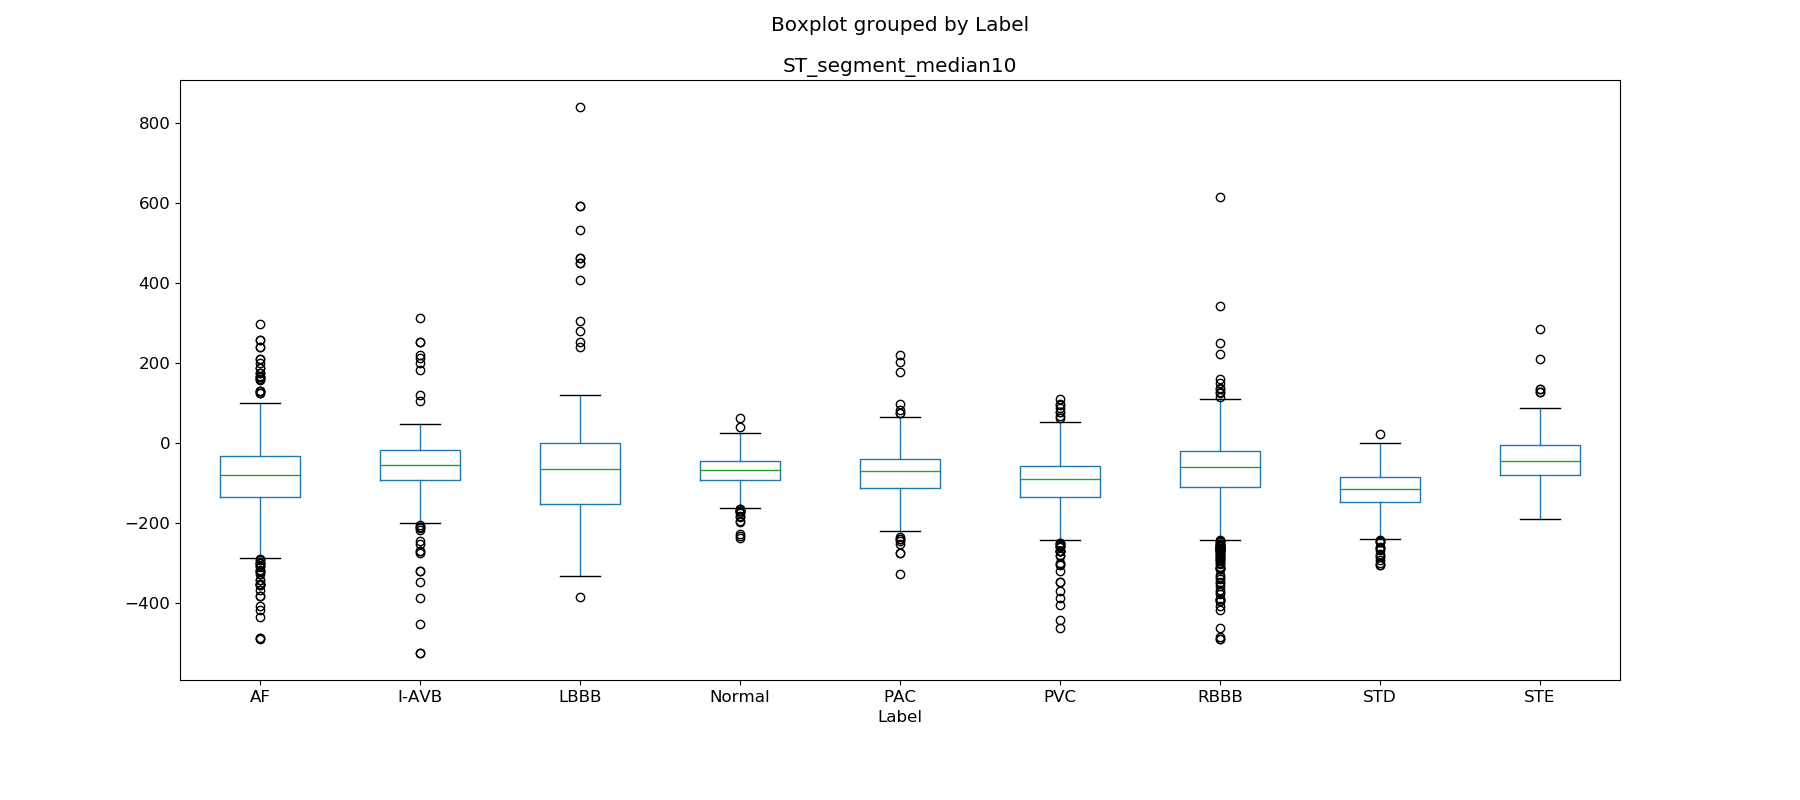 Boxplot grouped by Label
ST_segment_median10
800
600
400
200
0
−200
−400
AF I-AVB LBBB Normal PAC PVC RBBB STD STE
Label